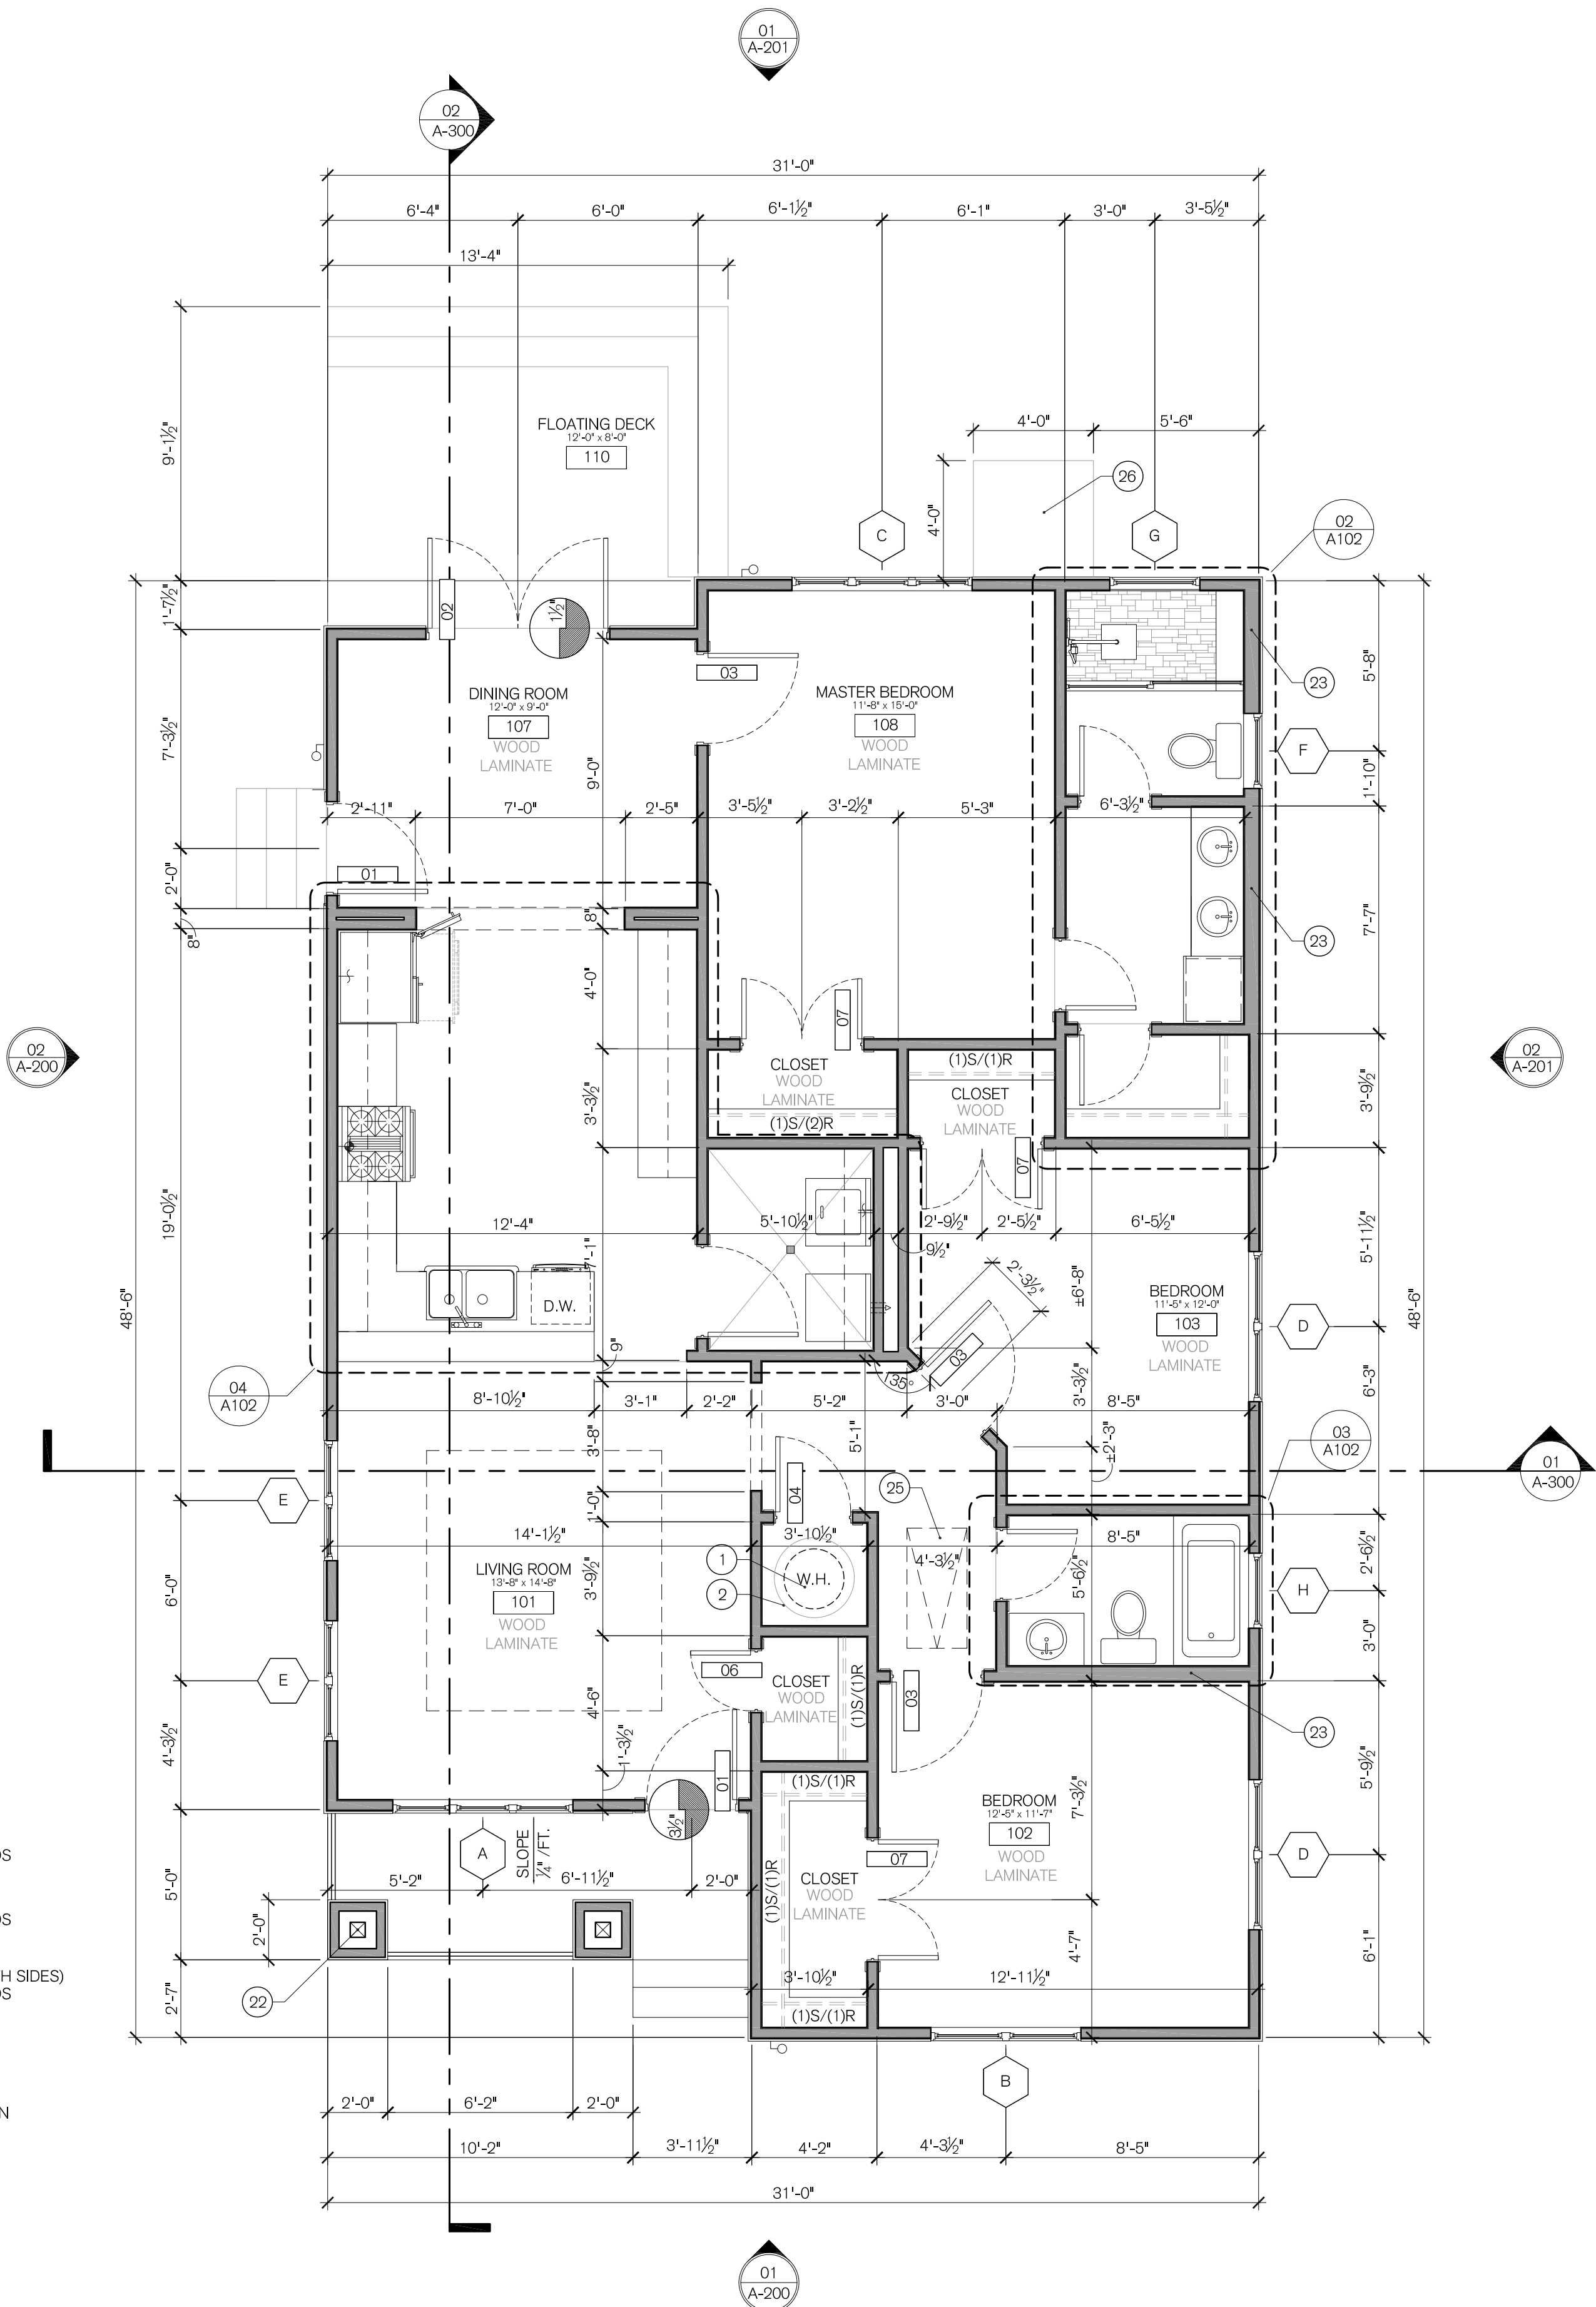 01
A-201
02
A-300
31'-0"
6'-4"
6'-0"
6'-1½"
6'-1"
3'-0"
3'-5½"
13'-4"
9'-1½"
FLOATING DECK
12'-0" x 8'-0"
110
4'-0"
5'-6"
4'-0"
26
C
G
02
A102
1'-7½"
02
1½"
03
DINING ROOM
12'-0" x 9'-0"
107
WOOD
LAMINATE
MASTER BEDROOM
11'-8" x 15'-0"
108
WOOD
LAMINATE
23
5'-8"
7'-3½"
9'-0"
F
1'-10"
2'-11"
7'-0"
2'-5"
3'-5½"
3'-2½"
5'-3"
6'-3½"
2'-0"
01
8"
8"
23
7'-7"
4'-0"
07
02
A-200
02
A-201
CLOSET
WOOD
LAMINATE
(1)S/(2)R
(1)S/(1)R
CLOSET
WOOD
LAMINATE
3'-3½"
3'-9½"
07
19'-0½"
12'-4"
5'-10½"
2'-9½"
2'-5½"
6'-5½"
9½"
7'-1"
5'-11½"
2'-3½"
±6'-8"
48'-6"
48'-6"
D.W.
BEDROOM
11'-5" x 12'-0"
103
WOOD
LAMINATE
D
9"
03
135°
04
A102
8'-10½"
3'-1"
2'-2"
5'-2"
3'-0"
8'-5"
3'-3½"
6'-3"
3'-8"
5'-1"
±2'-3"
03
A102
01
A-300
E
04
25
1'-0"
14'-1½"
3'-10½"
4'-3½"
8'-5"
5'-6½"
2'-6½"
LIVING ROOM
13'-8" x 14'-8"
101
WOOD
LAMINATE
1
2
W.H.
3'-9½"
6'-0"
H
3'-0"
E
06
CLOSET
WOOD
LAMINATE
(1)S/(1)R
03
23
4'-6"
1'-3½"
4'-3½"
5'-9½"
01
(1)S/(1)R
BEDROOM
12'-5" x 11'-7"
102
WOOD
LAMINATE
7'-3½"
3½"
A
SLOPE
¼" /FT.
07
D
5'-0"
5'-2"
6'-11½"
2'-0"
CLOSET
WOOD
LAMINATE
(1)S/(1)R
2'-0"
4'-7"
6'-1"
H SIDES)
2'-7"
22
3'-10½"
12'-11½"
(1)S/(1)R
B
2'-0"
6'-2"
2'-0"
10'-2"
3'-11½"
4'-2"
4'-3½"
8'-5"
31'-0"
01
A-200